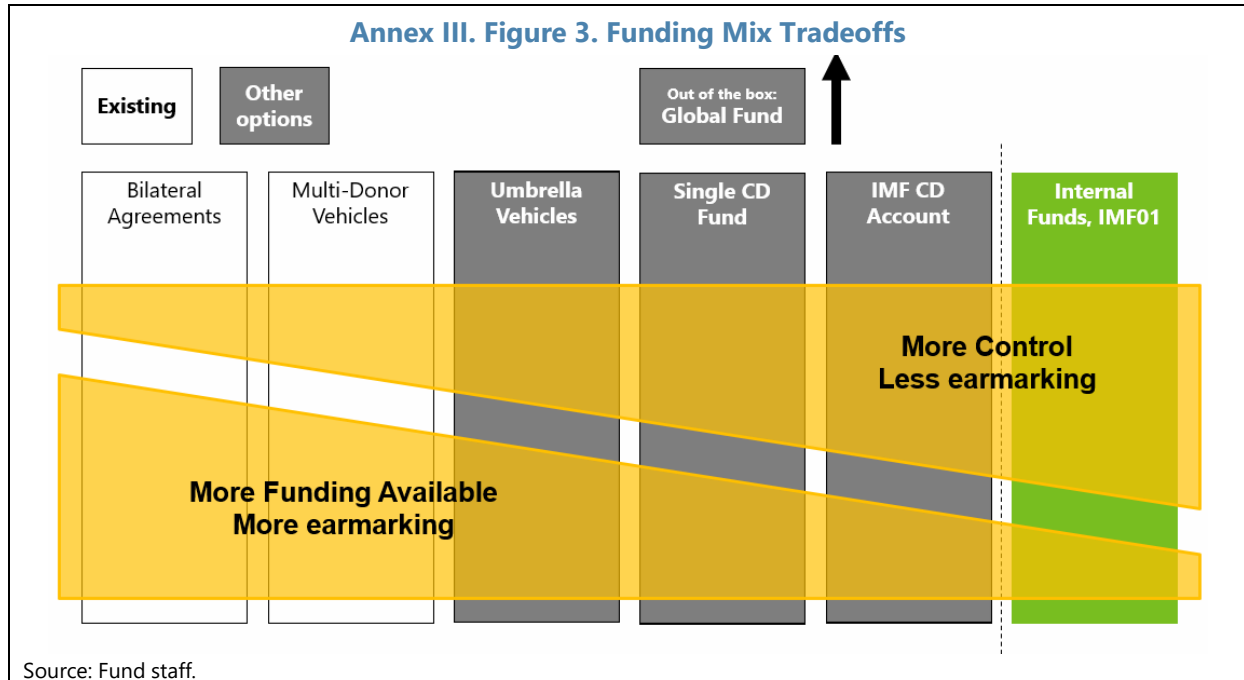 Annex III. Figure 3. Funding Mix Tradeoffs
Existing
Other
options
Out of the box:
Global Fund
Bilateral
Agreements
Multi-Donor
Vehicles
Umbrella
Vehicles
Single CD
Fund
IMF CD
Account
Internal
Funds, IMF01
More Control
Less earmarking
More Funding Available
More earmarking
Source: Fund staff.